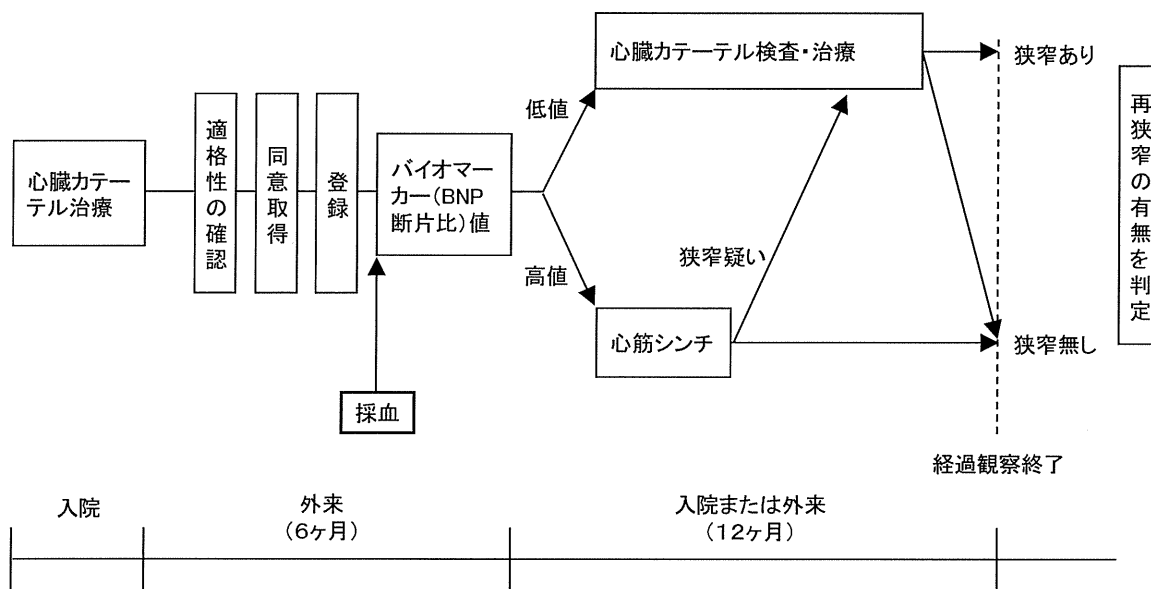 心臓カテー
テル治療
適格性の確認
同意取得
登録
バイオマー
カー(BNP
断片比)値
採血
低値
高値
心臓カテーテル検査・治療
狭窄疑い
心筋シンチ
狭窄あり
狭窄無し
再狭窄の有無を判定
経過観察終了
入院
外来
(6ヶ月)
入院または外来
(12ヶ月)